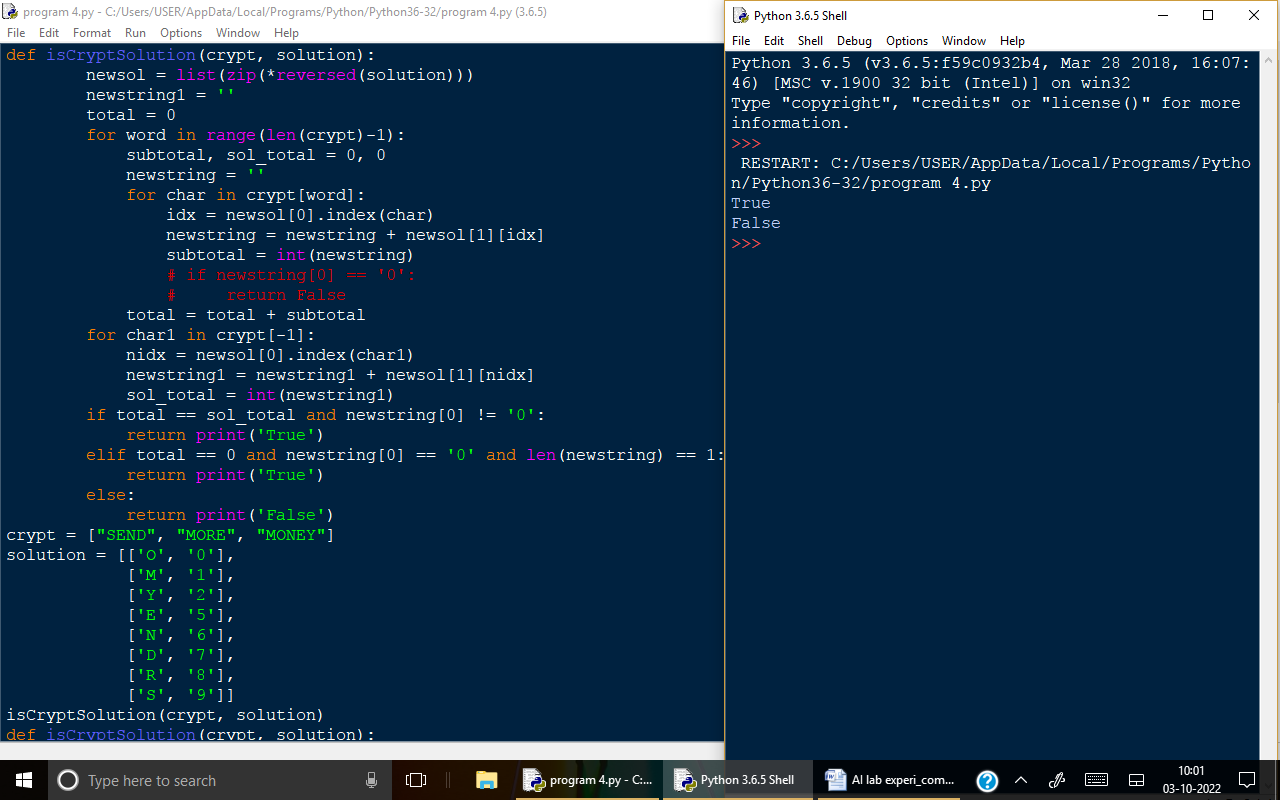 program 4.py - C:/Users/USER/AppData/Local/Programs/Python/Python36-32/program 4.py (3.6.5)
File Edit Format Run Options Window Help
def isCryptSolution(crypt, solution):
        newsol = list(zip(*reversed(solution)))
        newstring1 = ''
        total = 0
        for word in range(len(crypt)-1):
            subtotal, sol_total = 0, 0
            newstring = ''
            for char in crypt[word]:
                idx = newsol[0].index(char)
                newstring = newstring + newsol[1][idx]
                subtotal = int(newstring)
                # if newstring[0] == '0':
                #     return False
            total = total + subtotal
        for char1 in crypt[-1]:
            nidx = newsol[0].index(char1)
            newstring1 = newstring1 + newsol[1][nidx]
            sol_total = int(newstring1)
        if total == sol_total and newstring[0] != '0':
            return print('True')
        elif total == 0 and newstring[0] == '0' and len(newstring) == 1:
            return print('True')
        else:
            return print('False')
crypt = ["SEND", "MORE", "MONEY"]
solution = [['O', '0'],
            ['M', '1'],
            ['Y', '2'],
            ['E', '5'],
            ['N', '6'],
            ['D', '7'],
            ['R', '8'],
            ['S', '9']]
isCryptSolution(crypt, solution)
def isCryptSolution(crypt, solution):
Python 3.6.5 Shell
File Edit Shell Debug Options Window Help
Python 3.6.5 (v3.6.5:f59c0932b4, Mar 28 2018, 16:07:
46) [MSC v.1900 32 bit (Intel)] on win32
Type "copyright", "credits" or "license()" for more
information.
>>>
 RESTART: C:/Users/USER/AppData/Local/Programs/Pytho
n/Python36-32/program 4.py
True
False
>>>
Type here to search
program 4.py - C:...
Python 3.6.5 Shell
AI lab experi_com...
10:01
03-10-2022